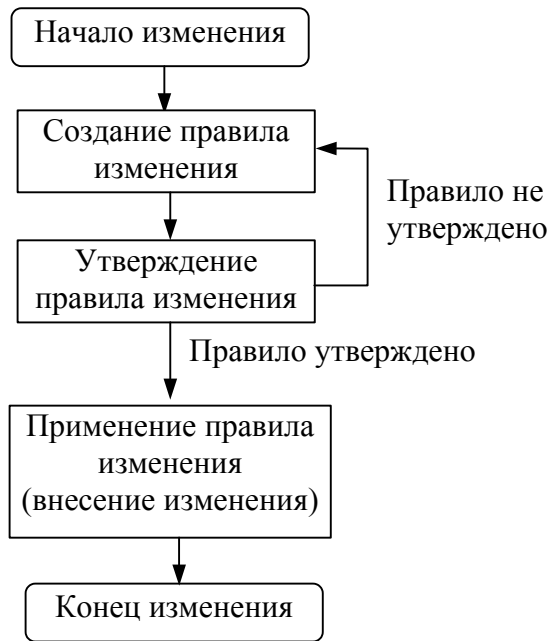 Начало изменения
Создание правила
изменения
Правило не
утверждено
Утверждение
правила изменения
Правило утверждено
Применение правила
изменения
(внесение изменения)
Конец изменения